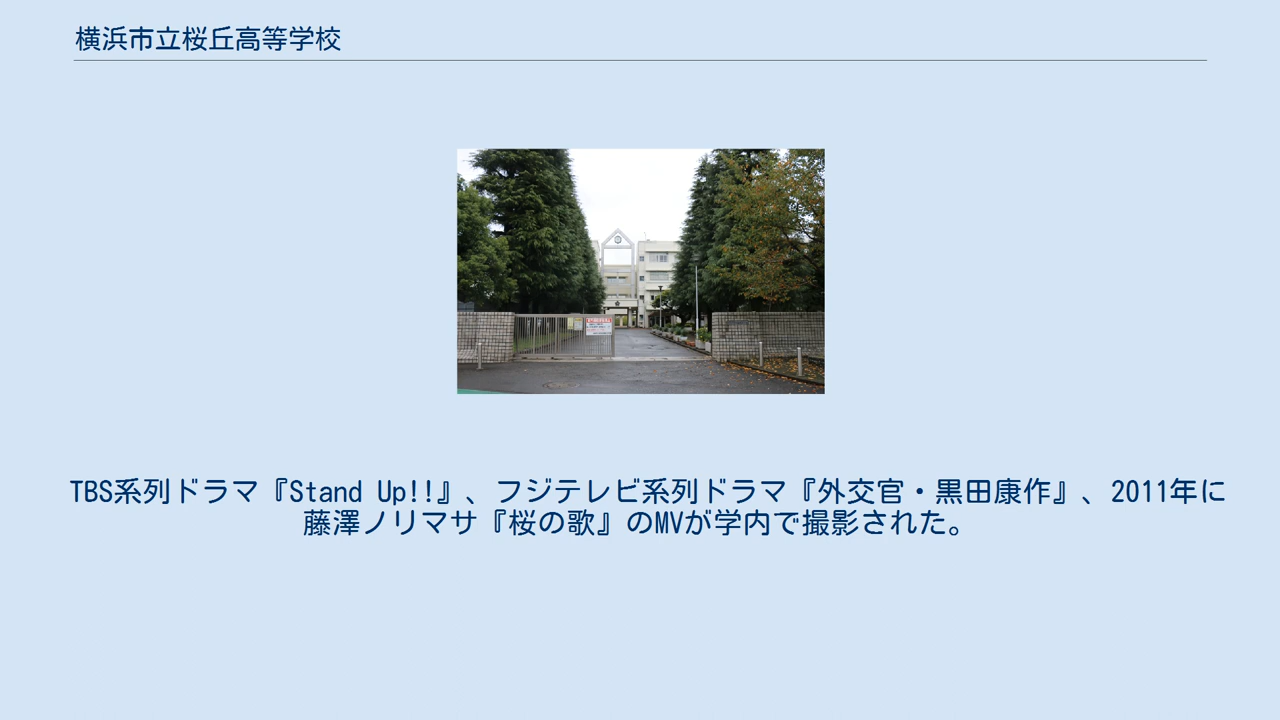 横浜市立桜丘高等学校
TBS系列ドラマ『Stand Up!!』、フジテレビ系列ドラマ『外交官・黒田康作』、2011年に
藤澤ノリマサ『桜の歌』のMVが学内で撮影された。